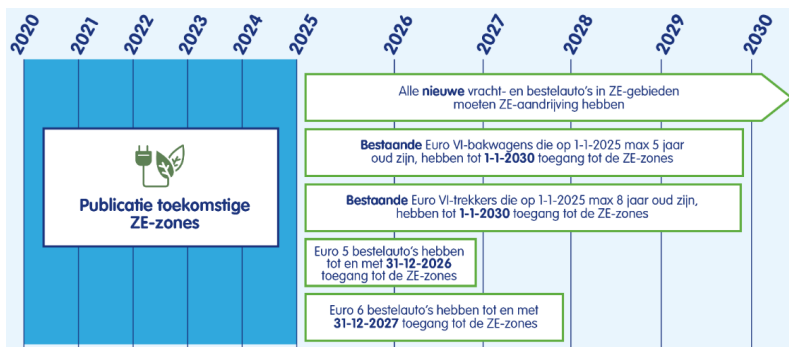 2020 2021 2022 2023 2024 2025 2026 2027 2028 2029 2030
Alle nieuwe vracht- en bestelauto's in ZE-gebieden
moeten ZE-aandrijving hebben
Bestaande Euro VI-bakwagens die op 1-1-2025 max 5 jaar
oud zijn, hebben tot 1-1-2030 toegang tot de ZE-zones
Publicatie toekomstige
ZE-zones
Bestaande Euro VI-trekkers die op 1-1-2025 max 8 jaar oud zijn,
hebben tot 1-1-2030 toegang tot de ZE-zones
Euro 5 bestelauto's hebben
tot en met 31-12-2026
toegang tot de ZE-zones
Euro 6 bestelauto's hebben tot en met
31-12-2027 toegang tot de ZE-zones